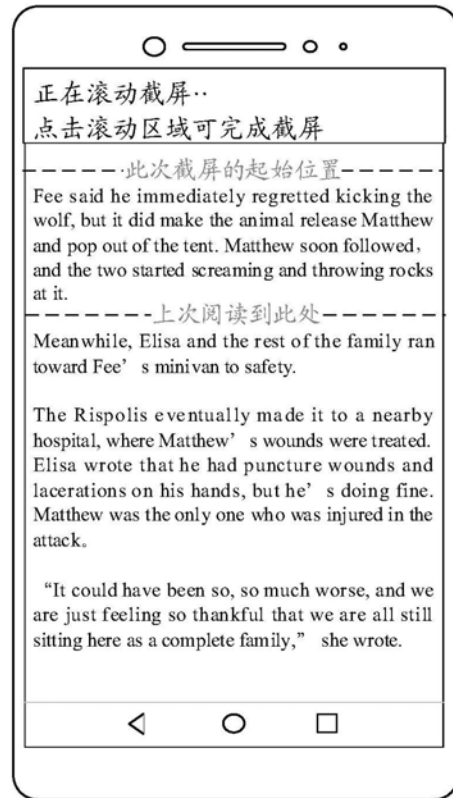 正在滚动截屏··
点击滚动区域可完成截屏
此次截屏的起始位置
Fee said he immediately regretted kicking the
wolf, but it did make the animal release Matthew
and pop out of the tent. Matthew soon followed,
and the two started screaming and throwing rocks
at it.
上次阅读到此处
Meanwhile, Elisa and the rest of the family ran
toward Fee’s minivan to safety.
The Rispolis eventually made it to a nearby
hospital, where Matthew’s wounds were treated.
Elisa wrote that he had puncture wounds and
lacerations on his hands, but he’s doing fine.
Matthew was the only one who was injured in the
attack。
“It could have been so, so much worse, and we
are just feeling so thankful that we are all still
sitting here as a complete family,” she wrote.